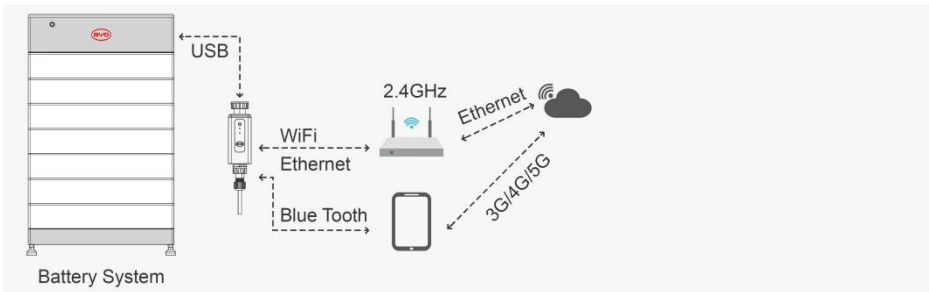 BYD
USB
2.4GHz
Ethernet
WiFi
Ethernet
3G/4G/5G
Blue Tooth
Battery System